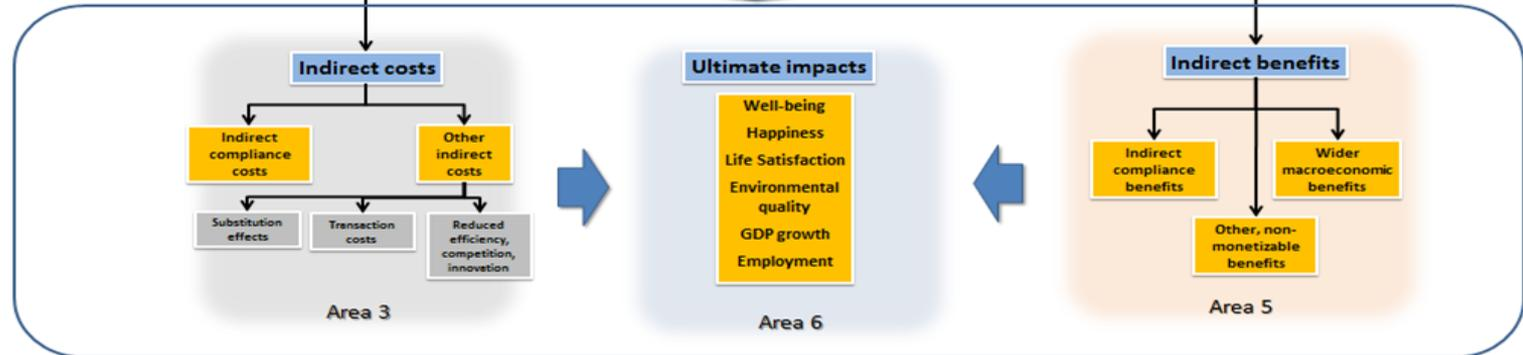 Indirect costs
Indirect
compliance
costs
Other
indirect
costs
Substitution
effects
Transaction
costs
Reduced
efficiency,
competition,
innovation
Area 3
Ultimate impacts
Well-being
Happiness
Life Satisfaction
Environmental
quality
GDP growth
Employment
Area 6
Indirect benefits
Indirect
compliance
benefits
Wider
macroeconomic
benefits
Other, non-
monetizable
benefits
Area 5